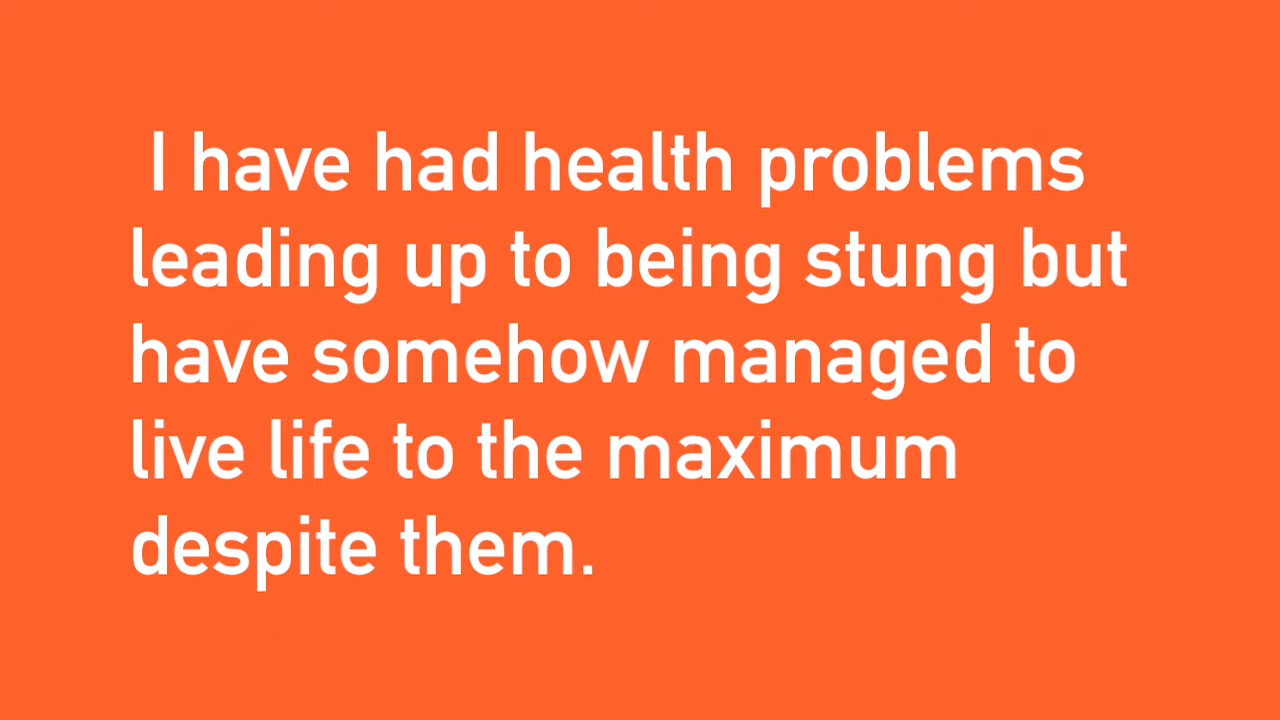 I have had health problems
leading up to being stung but
have somehow managed to
live life to the maximum
despite them.